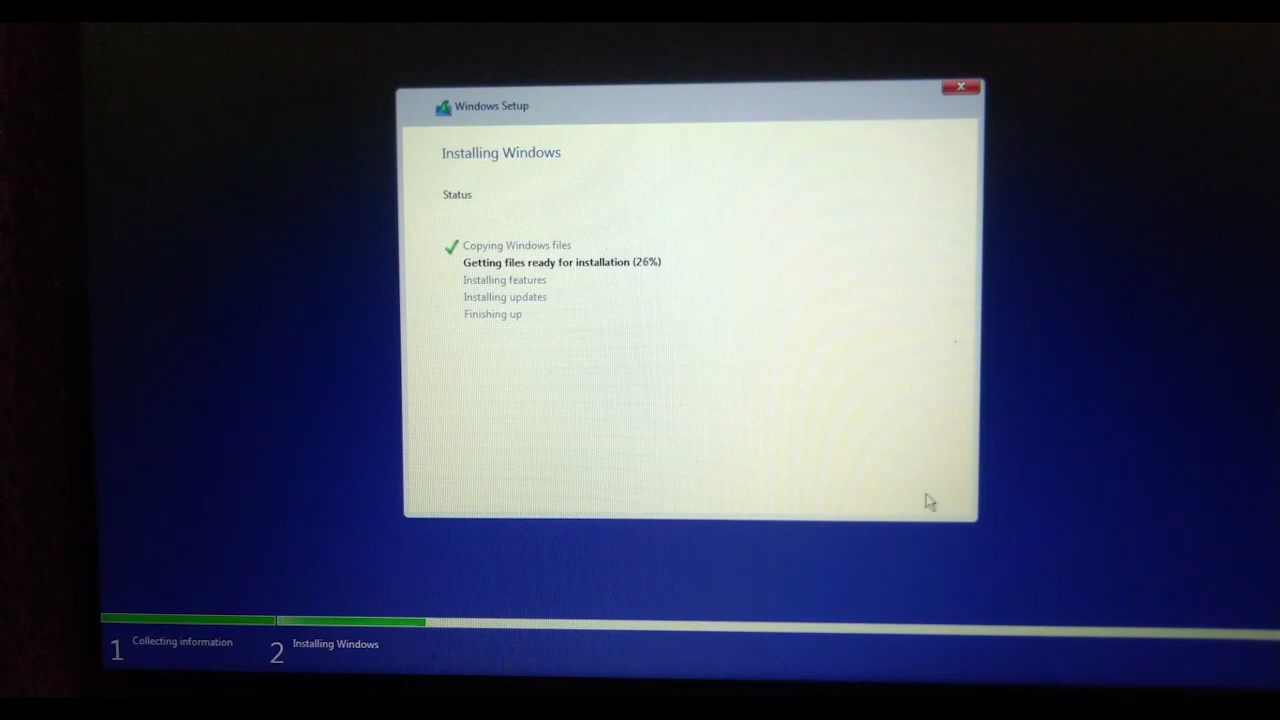 Windows Setup
Installing Windows
Status
Copying Windows files
Getting files ready for installation (26%)
Installing features
Installing updates
Finishing up
1 Collecting information
2 Installing Windows